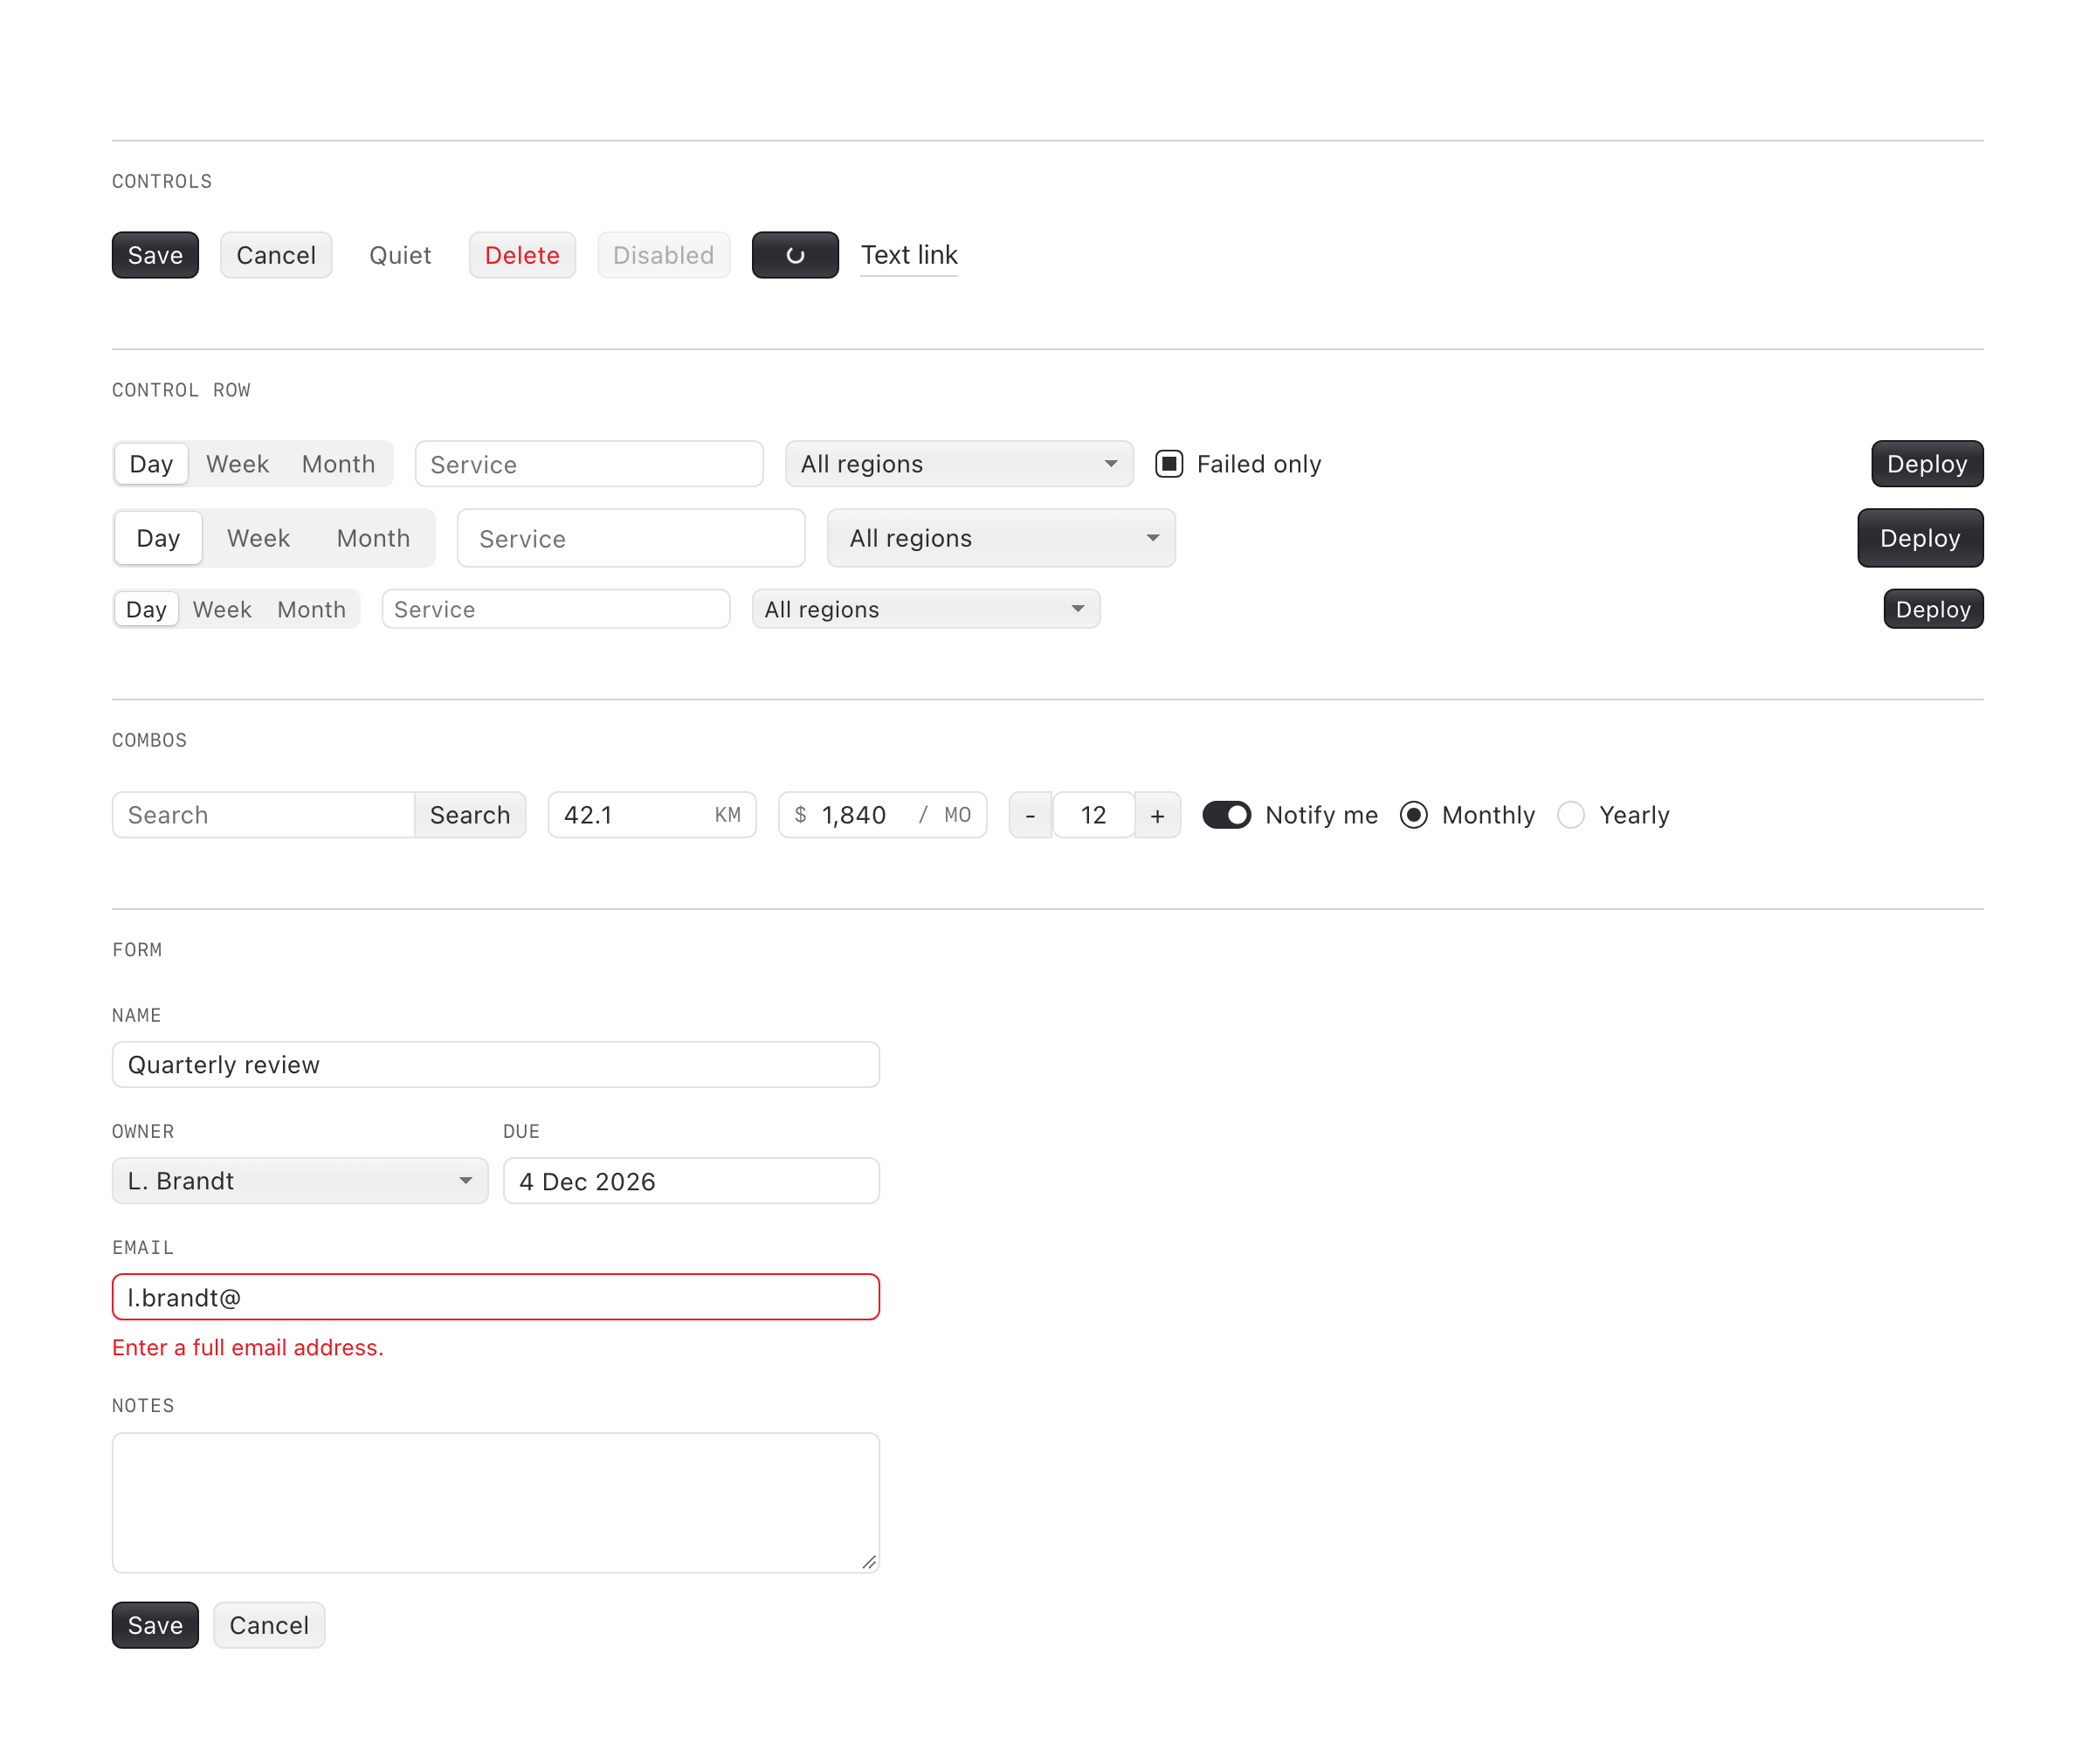 CONTROLS
Save Cancel Quiet Delete Disabled Text link
CONTROL ROW
Day Week Month Service All regions Failed only Deploy
Day Week Month Service All regions Deploy
Day Week Month Service All regions Deploy
COMBOS
Search Search 42.1 KM $ 1,840 / MO - 12 + Notify me Monthly Yearly
FORM
NAME
Quarterly review
OWNER DUE
L. Brandt 4 Dec 2026
EMAIL
l.brandt@
Enter a full email address.
NOTES
Save Cancel